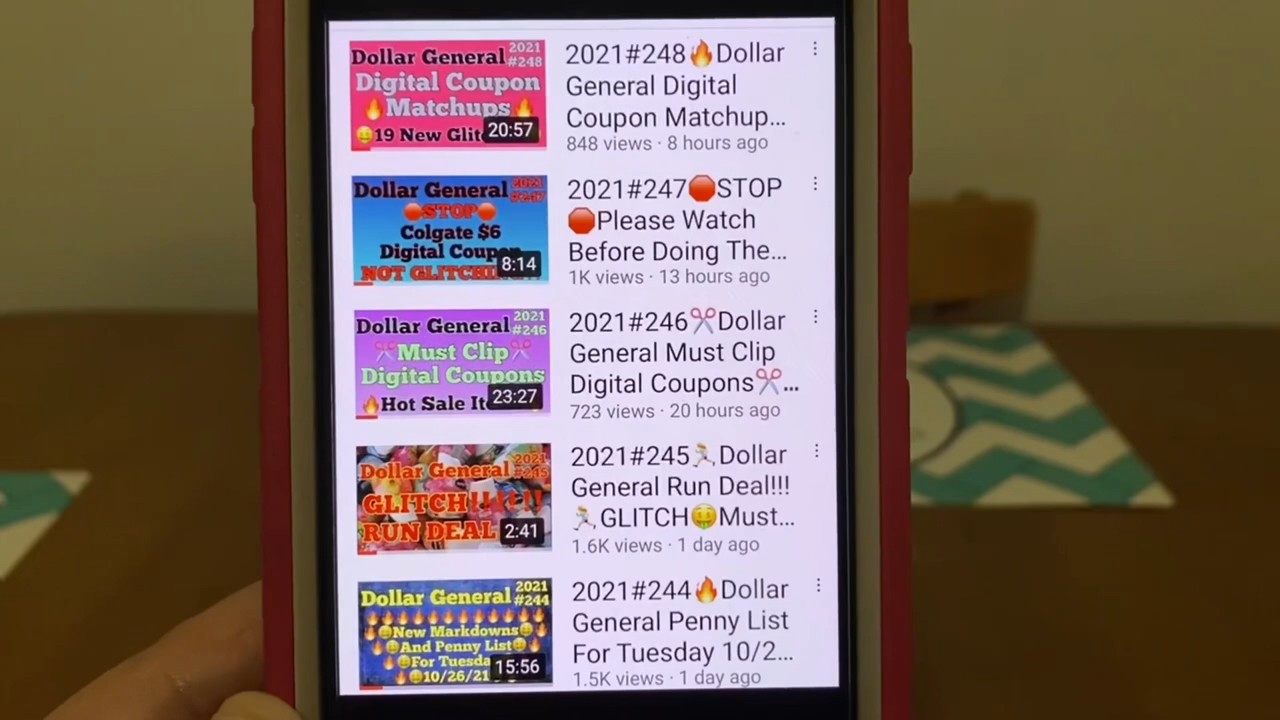 Dollar General 2021
#248
Digital Coupon
🔥Matchups🔥
🤑19 New Glit
20:57
2021#248🔥Dollar
General Digital
Coupon Matchup...
848 views · 8 hours ago
Dollar General 2021
#247
🛑STOP🛑
Colgate $6
Digital Coupon
NOT GLITCHING
8:14
2021#247🛑STOP
🛑Please Watch
Before Doing The...
1K views · 13 hours ago
Dollar General 2021
#246
✂️Must Clip✂️
Digital Coupons
🔥Hot Sale It
23:27
2021#246✂️Dollar
General Must Clip
Digital Coupons✂️...
723 views · 20 hours ago
Dollar General 2021
#245
GLITCH!!!!!!
RUN DEAL
2:41
2021#245🏃Dollar
General Run Deal!!!
🏃GLITCH🤑Must...
1.6K views · 1 day ago
Dollar General 2021
#244
🔥🤑New Markdowns🤑🔥
🔥🤑And Penny List🤑🔥
🔥🤑For Tuesda
🔥🤑10/26/21
15:56
2021#244🔥Dollar
General Penny List
For Tuesday 10/2...
1.5K views · 1 day ago